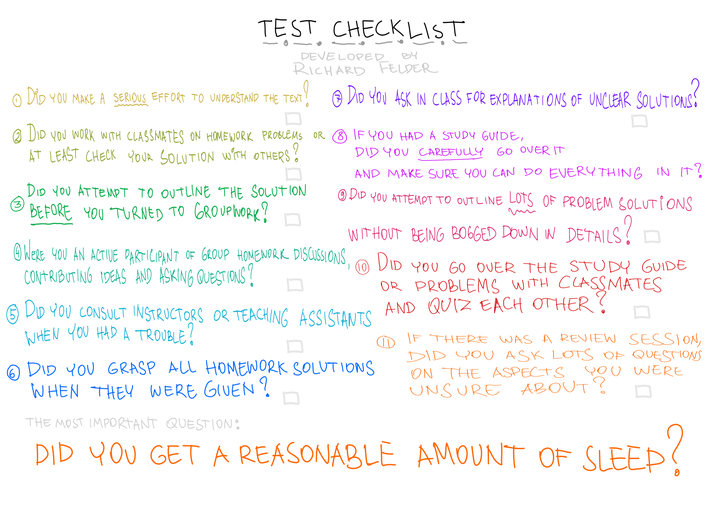 TEST CHECKLIST
DEVELOPED BY
RICHARD FELDER
① DID YOU MAKE A SERIOUS EFFORT TO UNDERSTAND THE TEXT?
② DID YOU WORK WITH CLASSMATES ON HOMEWORK PROBLEMS OR
AT LEAST CHECK YOUR SOLUTION WITH OTHERS?
③ DID YOU ATTEMPT TO OUTLINE THE SOLUTION
BEFORE YOU TURNED TO GROUPWORK?
④ WERE YOU AN ACTIVE PARTICIPANT OF GROUP HOMEWORK DISCUSSIONS,
CONTRIBUTING IDEAS AND ASKING QUESTIONS?
⑤ DID YOU CONSULT INSTRUCTORS OR TEACHING ASSISTANTS
WHEN YOU HAD A TROUBLE?
⑥ DID YOU GRASP ALL HOMEWORK SOLUTIONS
WHEN THEY WERE GIVEN?
⑦ DID YOU ASK IN CLASS FOR EXPLANATIONS OF UNCLEAR SOLUTIONS?
⑧ IF YOU HAD A STUDY GUIDE,
DID YOU CAREFULLY GO OVER IT
AND MAKE SURE YOU CAN DO EVERYTHING IN IT?
⑨ DID YOU ATTEMPT TO OUTLINE LOTS OF PROBLEM SOLUTIONS
WITHOUT BEING BOGGED DOWN IN DETAILS?
⑩ DID YOU GO OVER THE STUDY GUIDE
OR PROBLEMS WITH CLASSMATES
AND QUIZ EACH OTHER?
⑪ IF THERE WAS A REVIEW SESSION,
DID YOU ASK LOTS OF QUESTIONS
ON THE ASPECTS YOU WERE
UNSURE ABOUT?
THE MOST IMPORTANT QUESTION:
DID YOU GET A REASONABLE AMOUNT OF SLEEP?